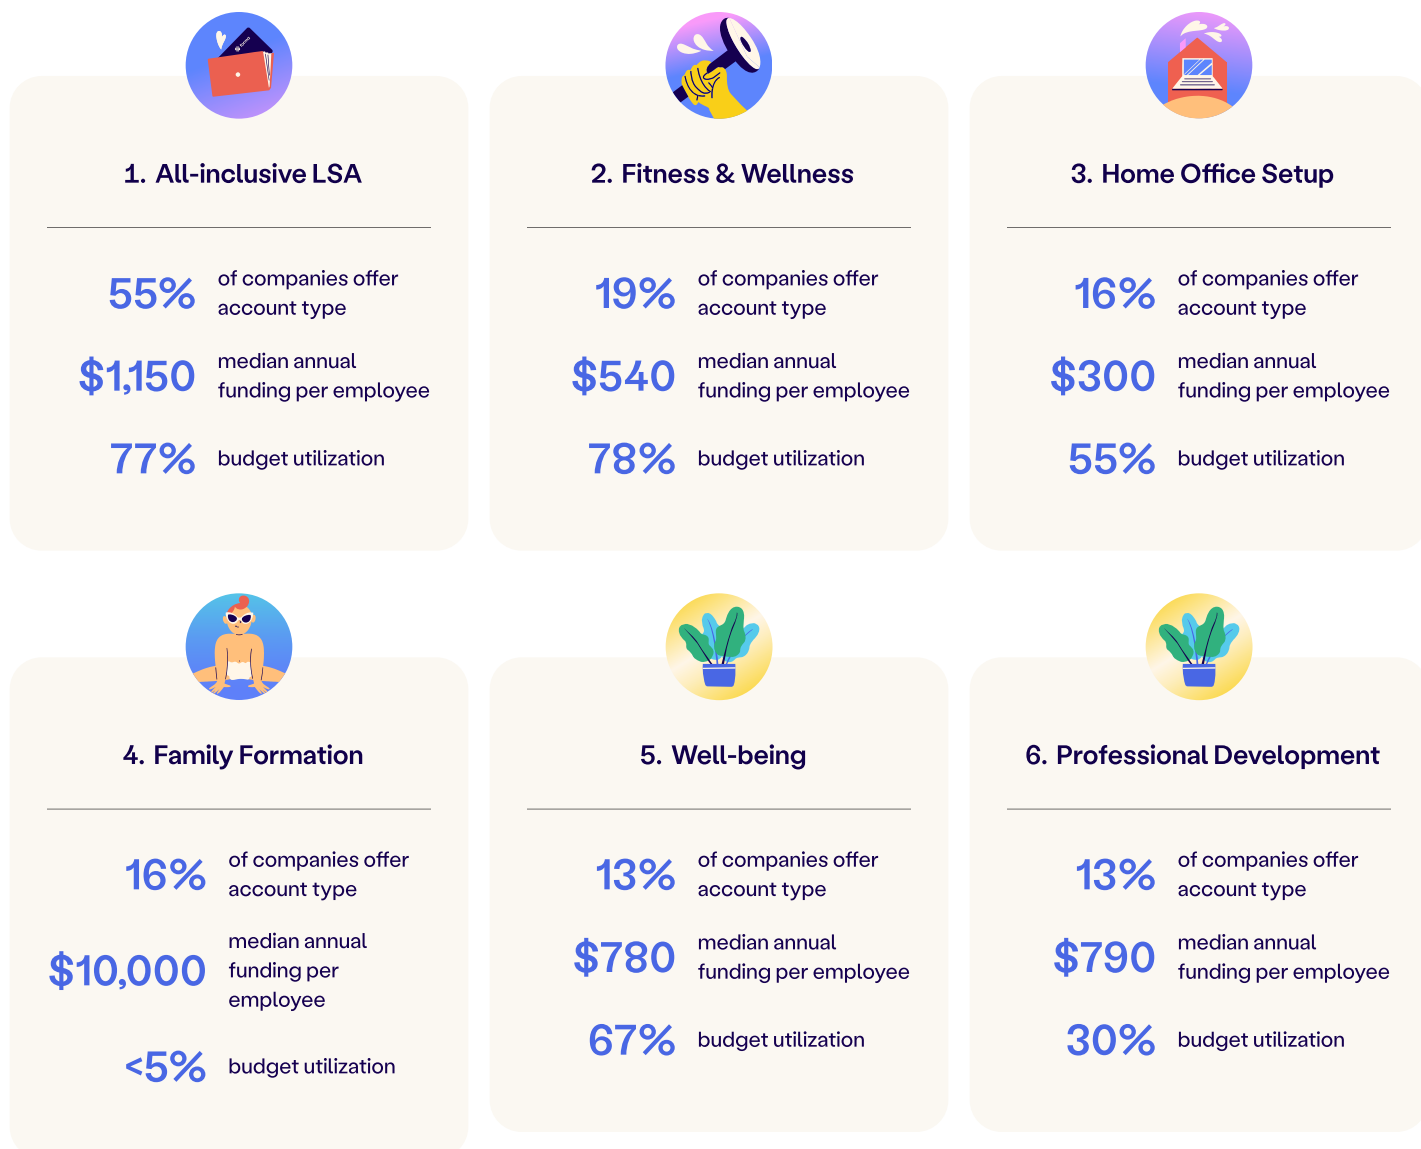 1. All-inclusive LSA
55%
of companies offer
account type
$1,150
median annual
funding per employee
77%
budget utilization
2. Fitness & Wellness
19%
of companies offer
account type
$540
median annual
funding per employee
78%
budget utilization
3. Home Office Setup
16%
of companies offer
account type
$300
median annual
funding per employee
55%
budget utilization
4. Family Formation
16%
of companies offer
account type
$10,000
median annual
funding per
employee
<5%
budget utilization
5. Well-being
13%
of companies offer
account type
$780
median annual
funding per employee
67%
budget utilization
6. Professional Development
13%
of companies offer
account type
$790
median annual
funding per employee
30%
budget utilization